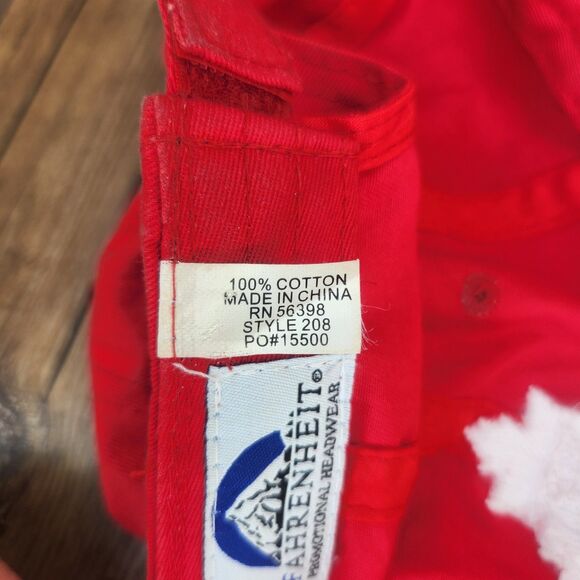 100% COTTON
MADE IN CHINA
RN 56398
STYLE 208
PO#15500
FAHRENHEIT®
PROMOTIONAL HEADWEAR